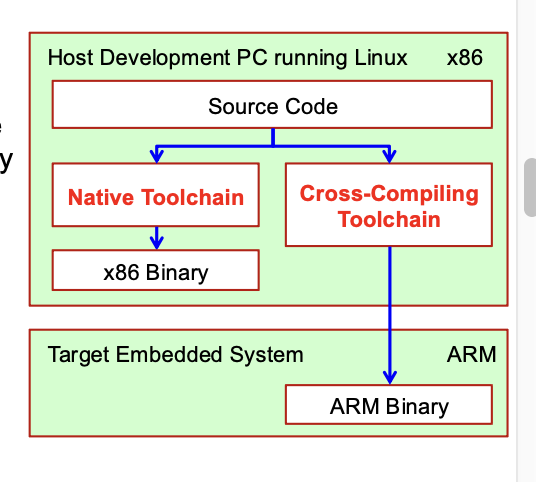 Host Development PC running Linux x86
Source Code
Native Toolchain
Cross-Compiling
Toolchain
x86 Binary
Target Embedded System ARM
ARM Binary
y